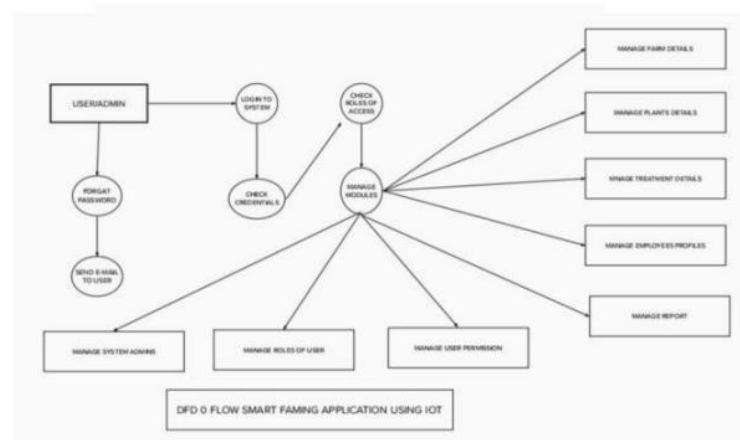 MANAGE FARM DETAILS
USER/ADMIN
LOGIN TO
SYSTEM
CHECK
ROLES OF
ACCESS
MANAGE PLANTS DETAILS
FORGAT
PASSWORD
CHECK
CREDENTIALS
MANAGE
MODULES
MNAGE TREATMENT DETAILS
MANAGE EMPLOYEES PROFILES
SEND E-MAIL
TO USER
MANAGE REPORT
MANAGE SYSTEM ADMINS
MANAGE ROLES OF USER
MANAGE USER PERMISSION
DFD 0 FLOW SMART FAMING APPLICATION USING IOT